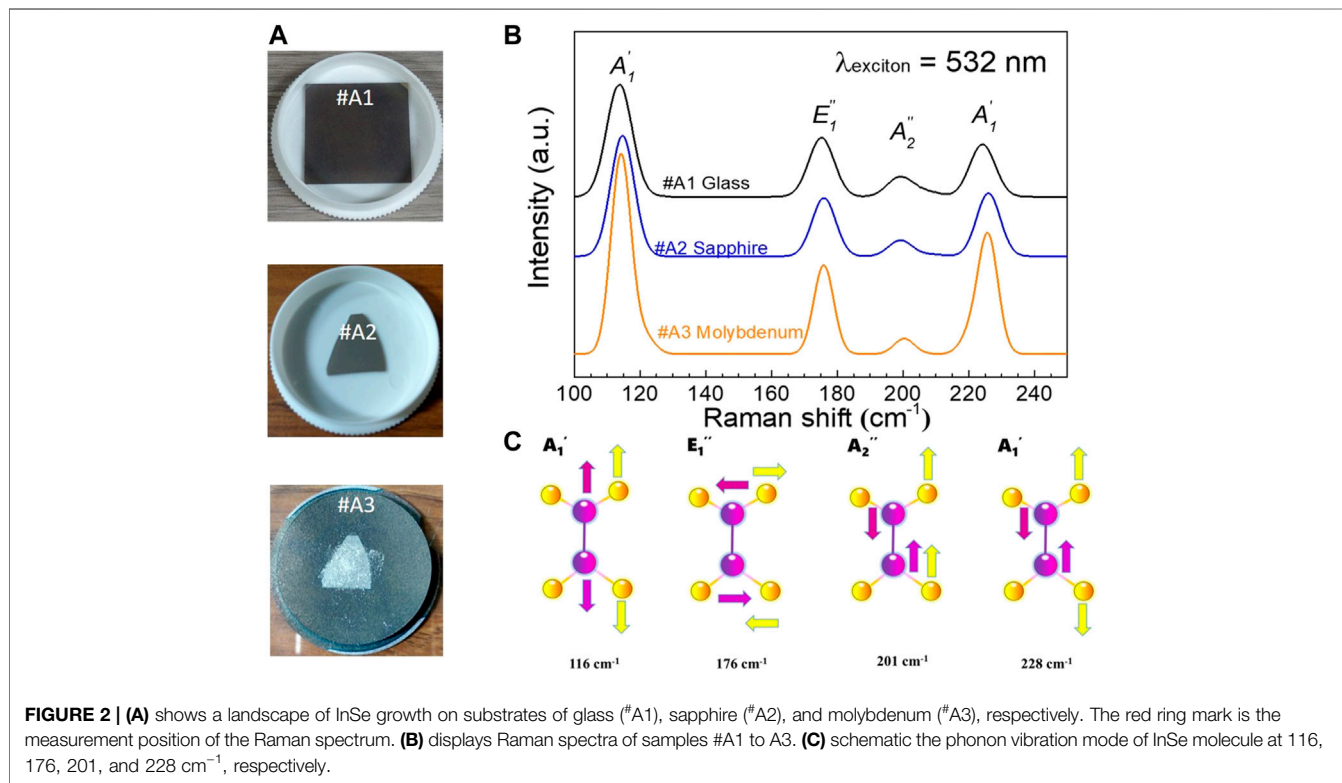 A
#A1
#A2
#A3
B
λexciton = 532 nm
A₁′
E₁″
A₂″
A₁′
#A1 Glass
#A2 Sapphire
#A3 Molybdenum
Intensity (a.u.)
100 120 140 160 180 200 220 240
Raman shift (cm⁻¹)
C
A₁′ E₁″ A₂″ A₁′
116 cm⁻¹ 176 cm⁻¹ 201 cm⁻¹ 228 cm⁻¹
FIGURE 2 | (A) shows a landscape of InSe growth on substrates of glass (#A1), sapphire (#A2), and molybdenum (#A3), respectively. The red ring mark is the
measurement position of the Raman spectrum. (B) displays Raman spectra of samples #A1 to A3. (C) schematic the phonon vibration mode of InSe molecule at 116,
176, 201, and 228 cm⁻¹, respectively.